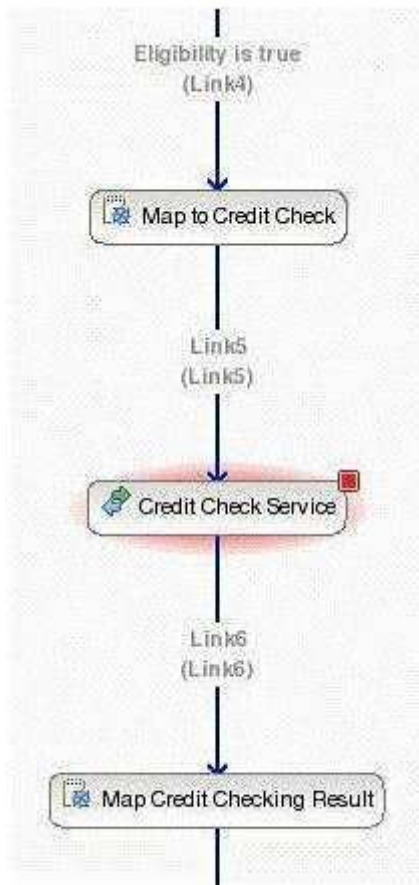 Eligibility is true
(Link4)
Map to Credit Check
Link5
(Link5)
Credit Check Service
Link6
(Link6)
Map Credit Checking Result